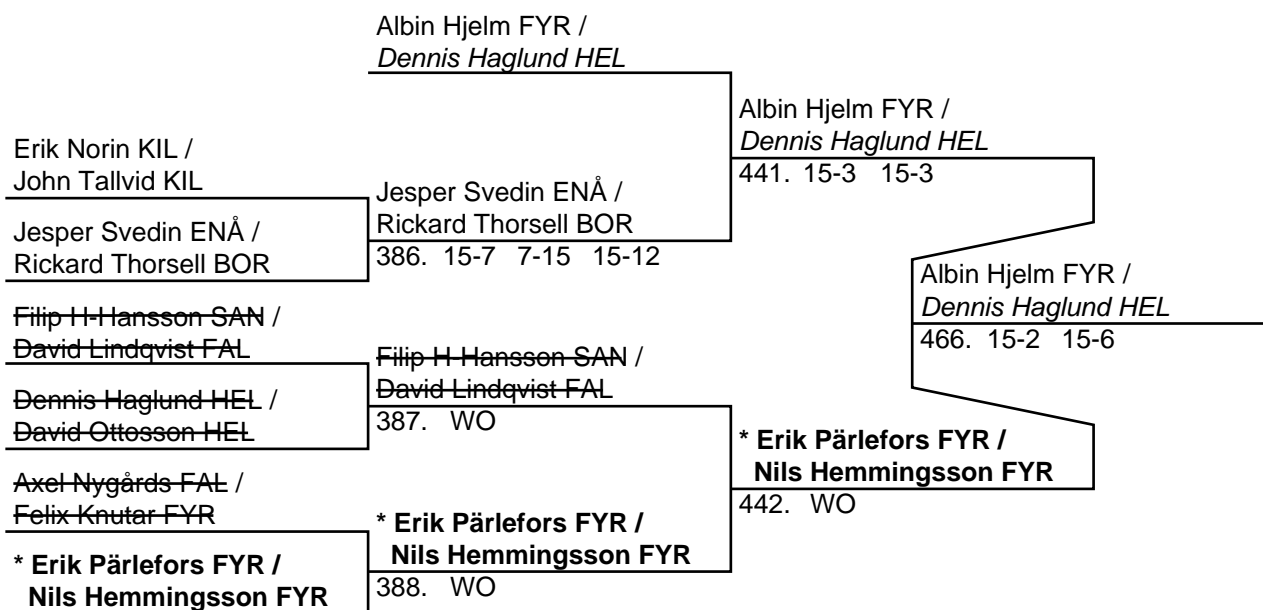 Albin Hjelm FYR /
Dennis Haglund HEL
Albin Hjelm FYR /
Dennis Haglund HEL
441. 15-3 15-3
Erik Norin KIL /
John Tallvid KIL
Jesper Svedin ENÅ /
Rickard Thorsell BOR
386. 15-7 7-15 15-12
Jesper Svedin ENÅ /
Rickard Thorsell BOR
Albin Hjelm FYR /
Dennis Haglund HEL
466. 15-2 15-6
Filip H-Hansson SAN /
David Lindqvist FAL
Filip H-Hansson SAN /
David Lindqvist FAL
387. WO
Dennis Haglund HEL /
David Ottosson HEL
* Erik Pärlefors FYR /
Nils Hemmingsson FYR
442. WO
Axel Nygårds FAL /
Felix Knutar FYR
* Erik Pärlefors FYR /
Nils Hemmingsson FYR
388. WO
* Erik Pärlefors FYR /
Nils Hemmingsson FYR